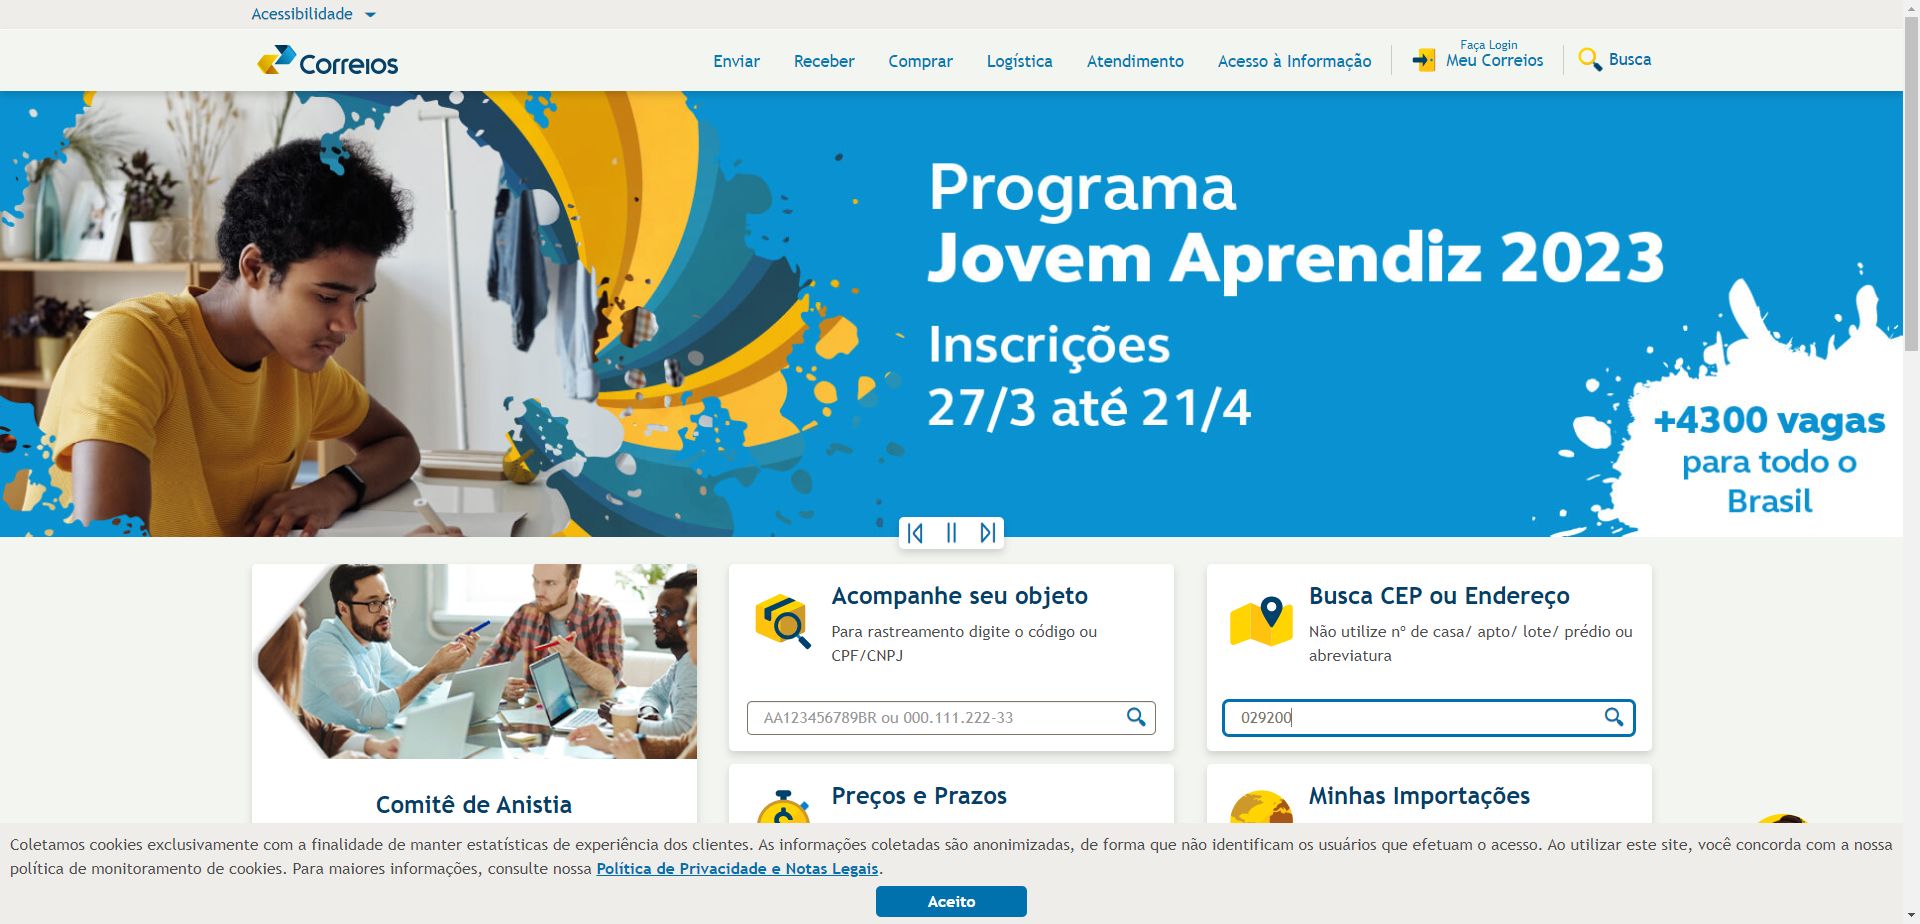 Acessibilidade
Correios
Enviar
Receber
Comprar
Logística
Atendimento
Acesso à Informação
Faça Login
Meu Correios
Busca
Programa
Jovem Aprendiz 2023
Inscrições
27/3 até 21/4
+4300 vagas
para todo o
Brasil
Acompanhe seu objeto
Para rastreamento digite o código ou
CPF/CNPJ
AA123456789BR ou 000.111.222-33
Busca CEP ou Endereço
Não utilize nº de casa/ apto/ lote/ prédio ou
abreviatura
029200
Comitê de Anistia
Preços e Prazos
Minhas Importações
Coletamos cookies exclusivamente com a finalidade de manter estatísticas de experiência dos clientes. As informações coletadas são anonimizadas, de forma que não identificam os usuários que efetuam o acesso. Ao utilizar este site, você concorda com a nossa
política de monitoramento de cookies. Para maiores informações, consulte nossa Política de Privacidade e Notas Legais.
Aceito